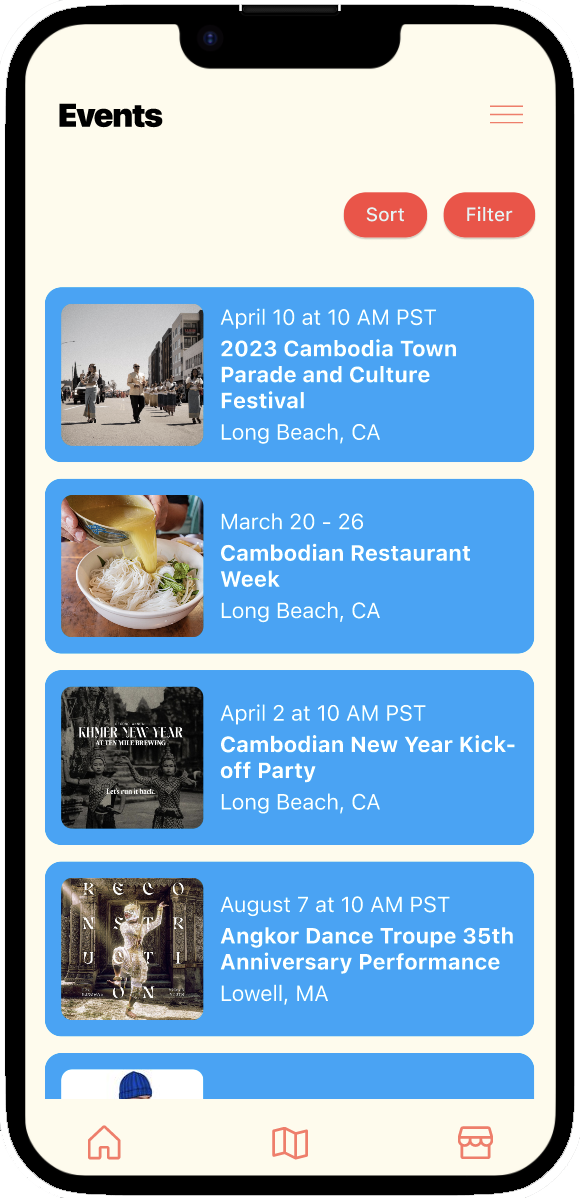 Events
Sort
Filter
April 10 at 10 AM PST
2023 Cambodia Town
Parade and Culture
Festival
Long Beach, CA
March 20 - 26
Cambodian Restaurant
Week
Long Beach, CA
KHMER NEW YEAR
AT TEN MILE BREWING
Let's run it back.
April 2 at 10 AM PST
Cambodian New Year Kick-
off Party
Long Beach, CA
R E C O
N S T R
U C T I
O N
August 7 at 10 AM PST
Angkor Dance Troupe 35th
Anniversary Performance
Lowell, MA